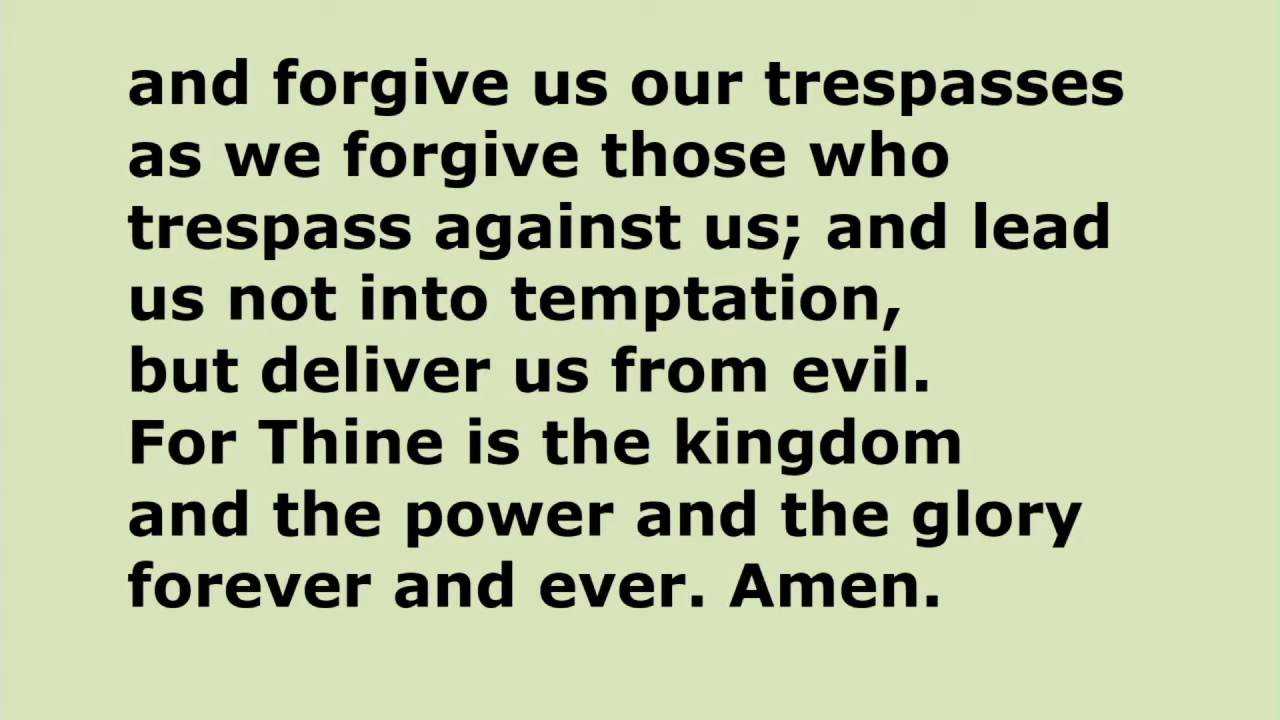 and forgive us our trespasses
as we forgive those who
trespass against us; and lead
us not into temptation,
but deliver us from evil.
For Thine is the kingdom
and the power and the glory
forever and ever. Amen.